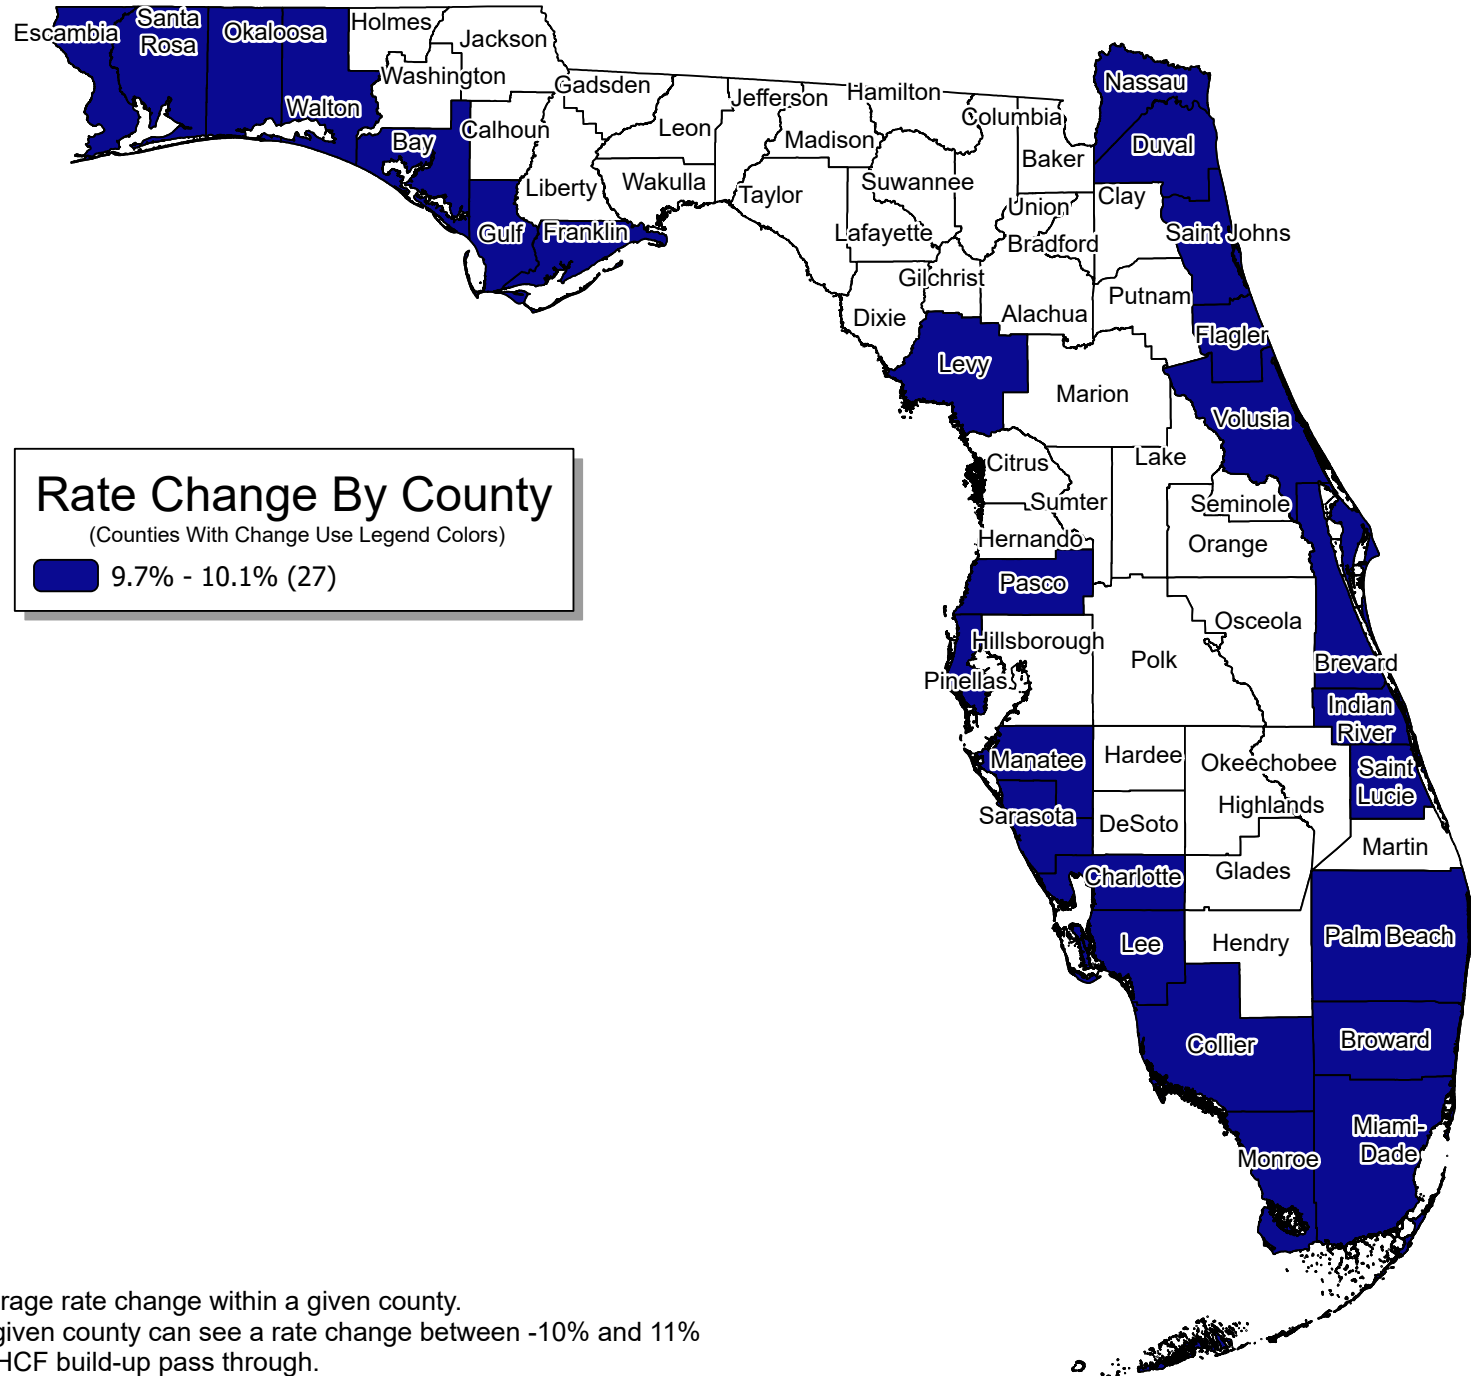 Escambia
Santa
Rosa
Okaloosa
Walton
Holmes
Jackson
Washington
Bay
Calhoun
Gulf
Franklin
Liberty
Gadsden
Leon
Wakulla
Jefferson
Madison
Taylor
Hamilton
Suwannee
Lafayette
Columbia
Baker
Union
Bradford
Gilchrist
Dixie
Alachua
Nassau
Duval
Clay
Saint Johns
Putnam
Flagler
Levy
Marion
Volusia
Citrus
Lake
Sumter
Seminole
Hernando
Orange
Rate Change By County
(Counties With Change Use Legend Colors)
9.7% - 10.1% (27)
Pasco
Osceola
Hillsborough
Polk
Pinellas
Brevard
Indian
River
Manatee
Hardee
Okeechobee
Saint
Lucie
Highlands
Sarasota
DeSoto
Martin
Charlotte
Glades
Lee
Hendry
Palm Beach
Collier
Broward
Miami-
Dade
Monroe
rage rate change within a given county.
given county can see a rate change between -10% and 11%
HCF build-up pass through.